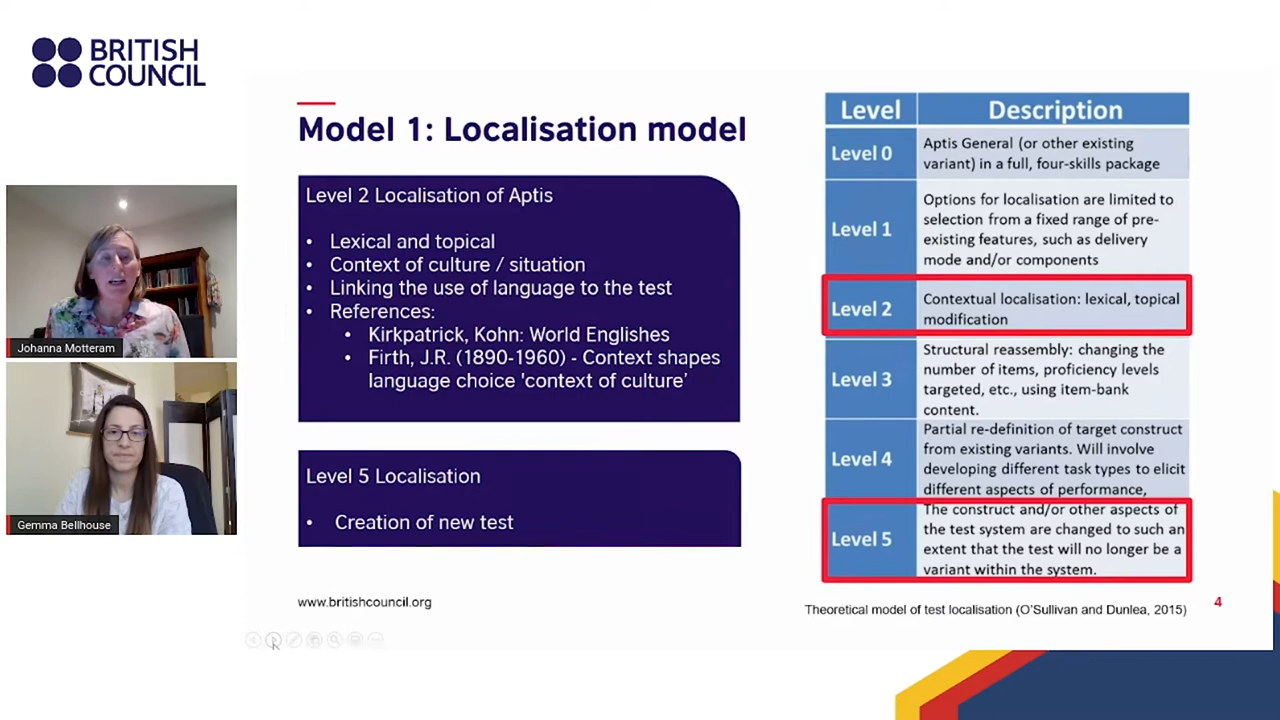 BRITISH
COUNCIL
Model 1: Localisation model
Level 2 Localisation of Aptis
• Lexical and topical
• Context of culture / situation
• Linking the use of language to the test
• References:
• Kirkpatrick, Kohn: World Englishes
• Firth, J.R. (1890-1960) - Context shapes
language choice 'context of culture'
Level 5 Localisation
• Creation of new test
www.britishcouncil.org
Level Description
Level 0
Aptis General (or other existing
variant) in a full, four-skills package
Level 1
Options for localisation are limited to
selection from a fixed range of pre-
existing features, such as delivery
mode and/or components
Level 2
Contextual localisation: lexical, topical
modification
Level 3
Structural reassembly: changing the
number of items, proficiency levels
targeted, etc., using item-bank
content.
Level 4
Partial re-definition of target construct
from existing variants. Will involve
developing different task types to elicit
different aspects of performance,
Level 5
The construct and/or other aspects of
the test system are changed to such an
extent that the test will no longer be a
variant within the system.
Theoretical model of test localisation (O'Sullivan and Dunlea, 2015)
4
Johanna Motteram
Gemma Bellhouse